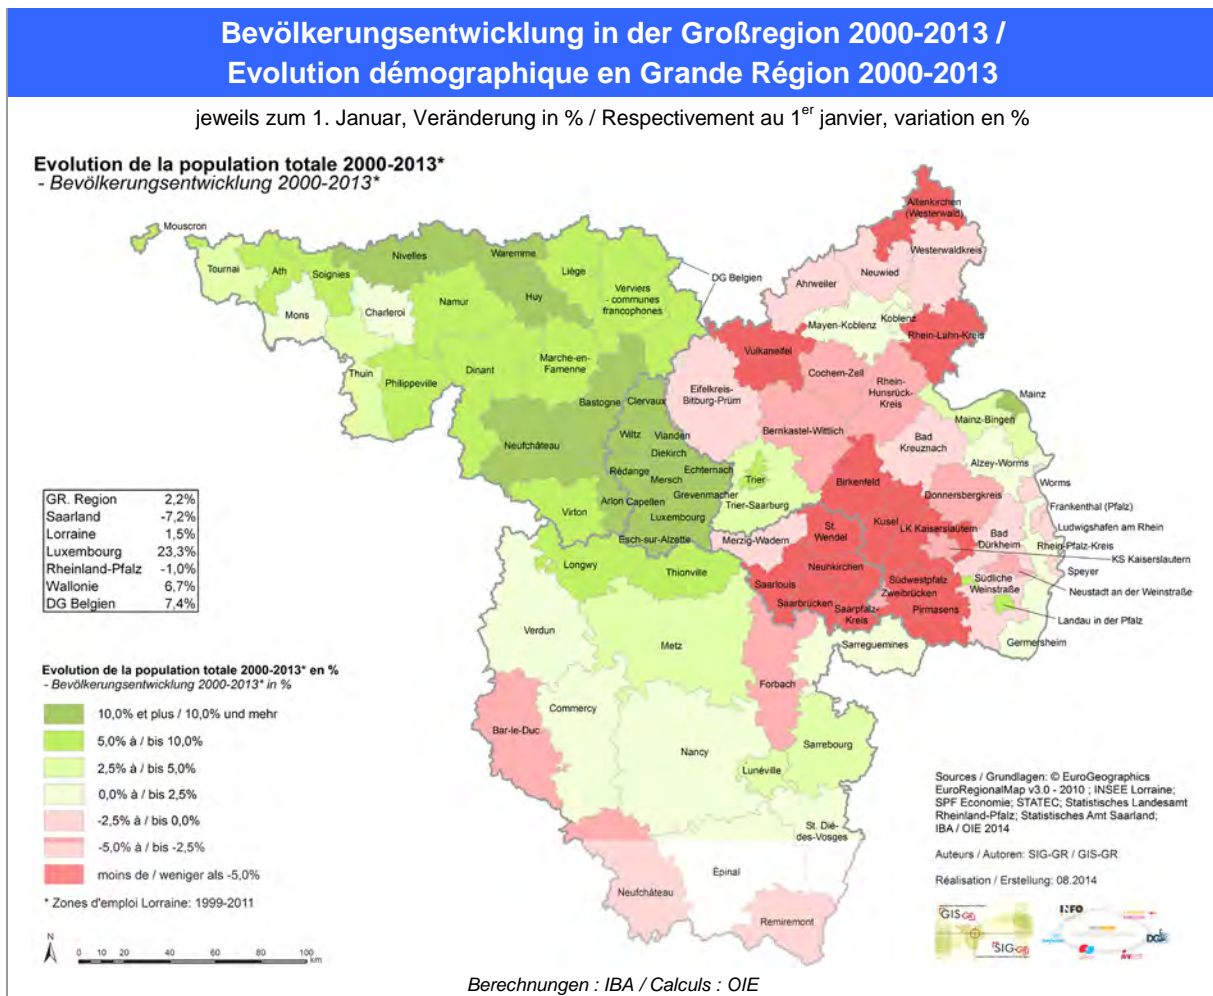 Bevölkerungsentwicklung in der Großregion 2000-2013 /
Evolution démographique en Grande Région 2000-2013
jeweils zum 1. Januar, Veränderung in % / Respectivement au 1er janvier, variation en %
Evolution de la population totale 2000-2013*
- Bevölkerungsentwicklung 2000-2013*
Mouscron
Tournai
Ath
Soignies
Nivelles
Waremme
Liège
Huy
Verviers
- communes
francophones
DG Belgien
Mons
Charleroi
Namur
Thuin
Philippeville
Dinant
Marche-en-
Famenne
Bastogne
Neufchâteau
Virton
Arlon
Clervaux
Wiltz
Vianden
Diekirch
Rédange
Echternach
Mersch
Grevenmacher
Capellen
Luxembourg
Esch-sur-Alzette
Altenkirchen
(Westerwald)
Westerwaldkreis
Neuwied
Ahrweiler
Mayen-Koblenz
Koblenz
Rhein-Lahn-Kreis
Vulkaneifel
Cochem-Zell
Rhein-
Hunsrück-
Kreis
Eifelkreis-
Bitburg-Prüm
Bernkastel-Wittlich
Mainz
Mainz-Bingen
Bad
Kreuznach
Alzey-Worms
Worms
Trier
Trier-Saarburg
Birkenfeld
Donnersbergkreis
Frankenthal (Pfalz)
Ludwigshafen am Rhein
Kusel
LK Kaiserslautern
Bad
Dürkheim
Rhein-Pfalz-Kreis
KS Kaiserslautern
Speyer
Neustadt an der Weinstraße
Südliche
Weinstraße
Landau in der Pfalz
Germersheim
Südwestpfalz
Zweibrücken
Pirmasens
Merzig-Wadern
St.
Wendel
Neunkirchen
Saarlouis
Saarbrücken
Saarpfalz-
Kreis
Longwy
Thionville
Verdun
Metz
Forbach
Sarreguemines
Bar-le-Duc
Commercy
Nancy
Lunéville
Sarrebourg
St. Dié-
des-Vosges
Epinal
Neufchâteau
Remiremont
GR. Region 2,2%
Saarland -7,2%
Lorraine 1,5%
Luxembourg 23,3%
Rheinland-Pfalz -1,0%
Wallonie 6,7%
DG Belgien 7,4%
Evolution de la population totale 2000-2013* en %
- Bevölkerungsentwicklung 2000-2013* in %
10,0% et plus / 10,0% und mehr
5,0% à / bis 10,0%
2,5% à / bis 5,0%
0,0% à / bis 2,5%
-2,5% à / bis 0,0%
-5,0% à / bis -2,5%
moins de / weniger als -5,0%
* Zones d'emploi Lorraine: 1999-2011
N
0 10 20 40 60 80 100
km
Sources / Grundlagen: © EuroGeographics
EuroRegionalMap v3.0 - 2010 ; INSEE Lorraine;
SPF Economie; STATEC; Statistisches Landesamt
Rheinland-Pfalz; Statistisches Amt Saarland;
IBA / OIE 2014
Auteurs / Autoren: SIG-GR / GIS-GR
Réalisation / Erstellung: 08.2014
GIS-GR
SIG-GR
INFO
DG
Berechnungen : IBA / Calculs : OIE